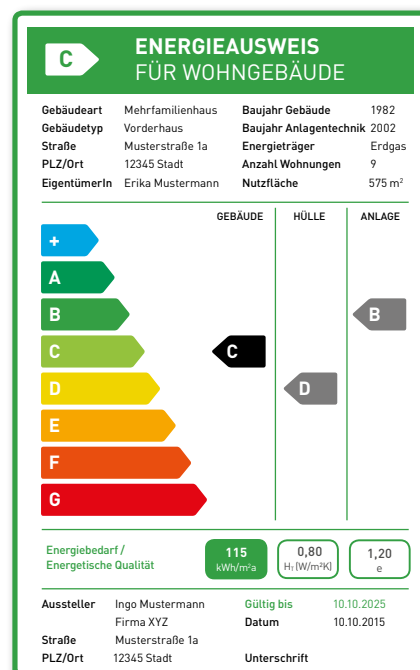 C
ENERGIEAUSWEIS
FÜR WOHNGEBÄUDE
Gebäudeart Mehrfamilienhaus Baujahr Gebäude 1982
Gebäudetyp Vorderhaus Baujahr Anlagentechnik 2002
Straße Musterstraße 1a Energieträger Erdgas
PLZ/Ort 12345 Stadt Anzahl Wohnungen 9
EigentümerIn Erika Mustermann Nutzfläche 575 m²
GEBÄUDE HÜLLE ANLAGE
+
A
B B
C C
D D
E
F
G
Energiebedarf / 115 0,80 1,20
Energetische Qualität kWh/m²a Hₜ (W/m²K) e
Aussteller Ingo Mustermann Gültig bis 10.10.2025
Firma XYZ Datum 10.10.2015
Straße Musterstraße 1a
PLZ/Ort 12345 Stadt Unterschrift